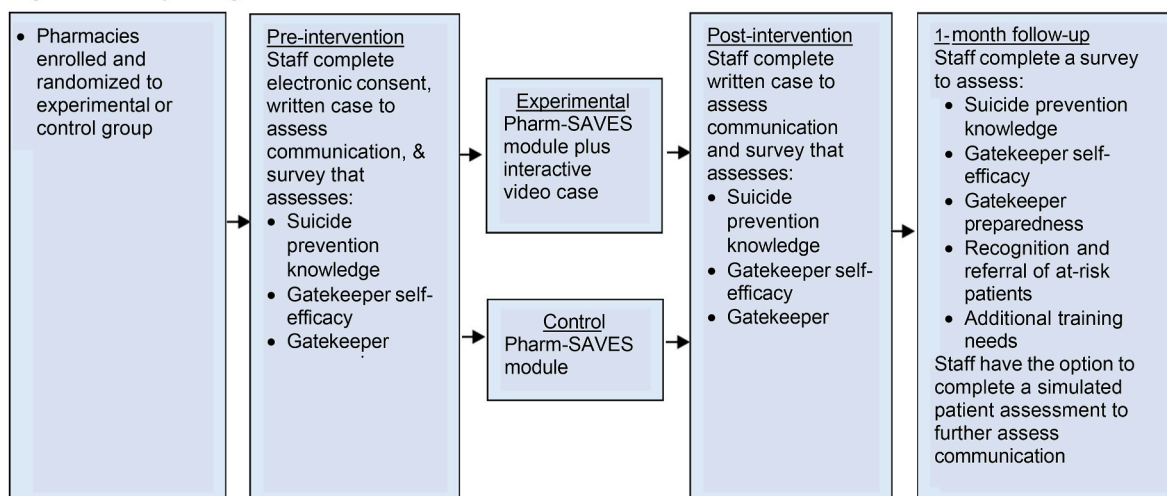 • Pharmacies
enrolled and
randomized to
experimental or
control group
Pre-intervention
Staff complete
electronic consent,
written case to
assess
communication, &
survey that
assesses:
• Suicide
prevention
knowledge
• Gatekeeper self-
efficacy
• Gatekeeper
Experimental
Pharm-SAVES
module plus
interactive
video case
Control
Pharm-SAVES
module
Post-intervention
Staff complete
written case to
assess
communication
and survey that
assesses:
• Suicide
prevention
knowledge
• Gatekeeper self-
efficacy
• Gatekeeper
1-month follow-up
Staff complete a survey
to assess:
• Suicide prevention
knowledge
• Gatekeeper self-
efficacy
• Gatekeeper
preparedness
• Recognition and
referral of at-risk
patients
• Additional training
needs
Staff have the option to
complete a simulated
patient assessment to
further assess
communication